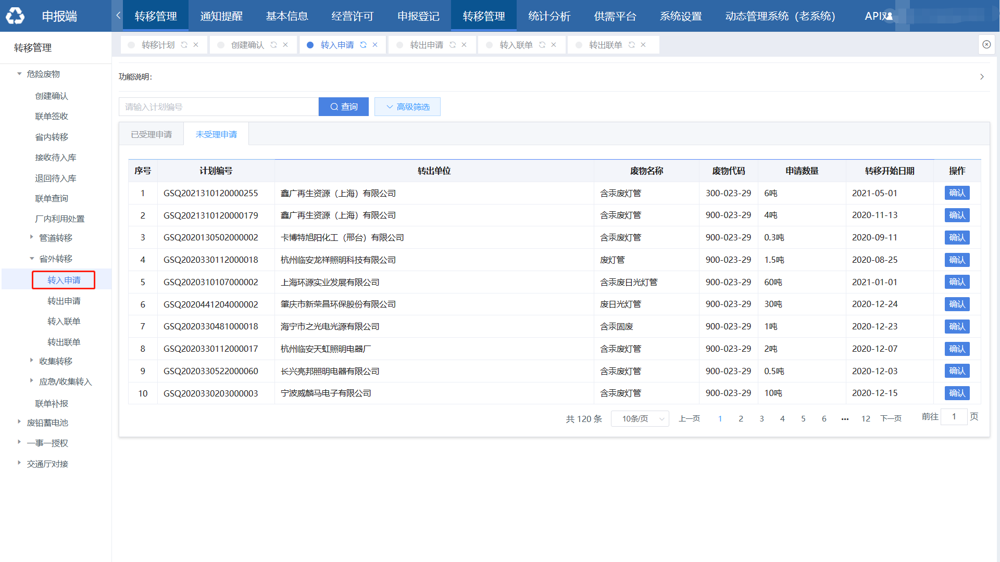 申报端
转移管理 通知提醒 基本信息 经营许可 申报登记 转移管理 统计分析 供需平台 系统设置 动态管理系统（老系统）
转移管理
转移计划 创建确认 转入申请 转出申请 转入联单 转出联单
危险废物
创建确认
联单签收
省内转移
接收待入库
退回待入库
联单查询
厂内利用处置
管道转移
省外转移
转入申请
转出申请
转入联单
转出联单
收集转移
应急/收集转入
联单补报
废铅蓄电池
一事一授权
交通厅对接
功能说明：
请输入计划编号 查询 高级筛选
已受理申请 未受理申请
序号 计划编号 转出单位 废物名称 废物代码 申请数量 转移开始日期 操作
1 GSQ2021310120000255 鑫广再生资源（上海）有限公司 含汞废灯管 300-023-29 6吨 2021-05-01 确认
2 GSQ2021310120000179 鑫广再生资源（上海）有限公司 含汞废灯管 900-023-29 4吨 2020-11-13 确认
3 GSQ2020130502000002 卡博特旭阳化工（邢台）有限公司 含汞废灯管 900-023-29 0.3吨 2020-09-11 确认
4 GSQ2020330112000018 杭州临安龙祥照明科技有限公司 废灯管 900-023-29 1.5吨 2020-08-25 确认
5 GSQ2020310107000002 上海环源实业发展有限公司 含汞废日光灯管 900-023-29 60吨 2021-01-01 确认
6 GSQ2020441204000002 肇庆市新荣昌环保股份有限公司 废日光灯管 900-023-29 30吨 2020-12-24 确认
7 GSQ2020330481000018 海宁市之光电光源有限公司 含汞固废 900-023-29 1吨 2020-12-23 确认
8 GSQ2020330112000017 杭州临安天虹照明电器厂 含汞废灯管 900-023-29 2吨 2020-12-07 确认
9 GSQ2020330522000060 长兴亮邦照明电器有限公司 含汞废灯管 900-023-29 0.5吨 2020-12-03 确认
10 GSQ2020330203000003 宁波威麟马电子有限公司 含汞废灯管 900-023-29 10吨 2020-12-15 确认
共 120 条 10条/页 上一页 1 2 3 4 5 6 ••• 12 下一页 前往 1 页